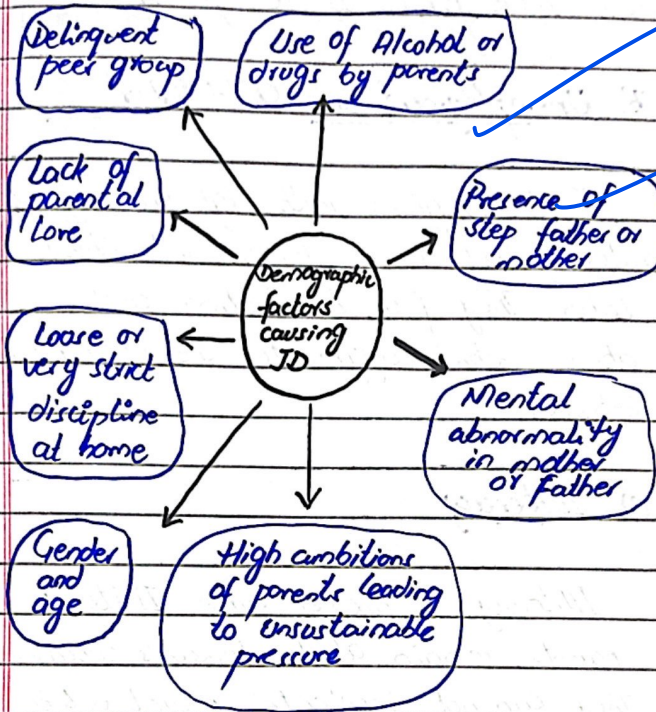 Delinquent
peer group
Use of Alcohol or
drugs by parents
Lack of
parental
Love
Presence of
step father or
mother
Demographic
factors
causing
JD
Loose or
very strict
discipline
at home
Mental
abnormality
in mother
or Father
Gender
and
age
High ambitions
of parents leading
to unsustainable
pressure